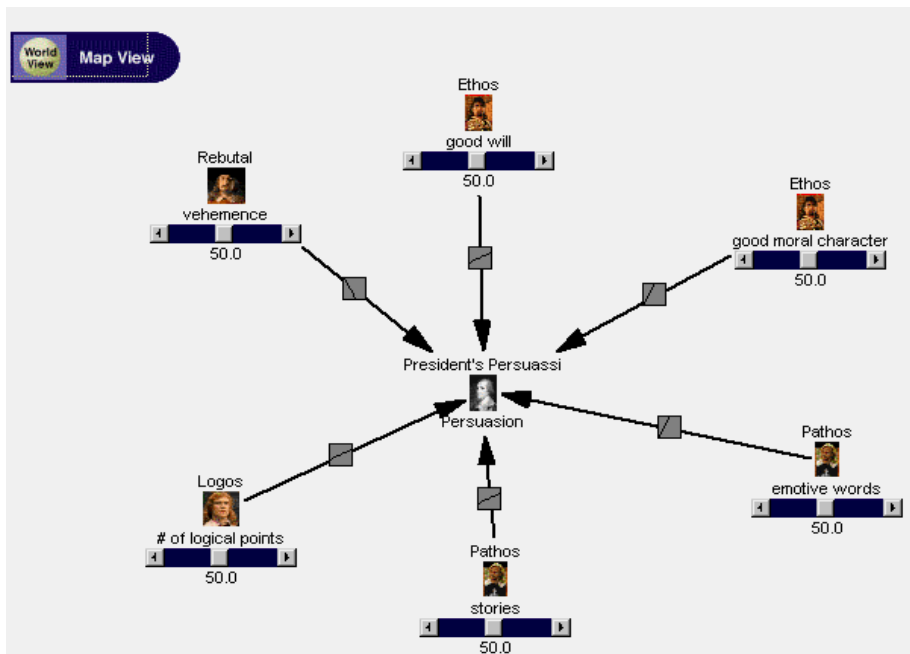 World
View
Map View
Ethos
good will
50.0
Rebutal
vehemence
50.0
Ethos
good moral character
50.0
President's Persuassi
Persuasion
Pathos
emotive words
50.0
Logos
# of logical points
50.0
Pathos
stories
50.0